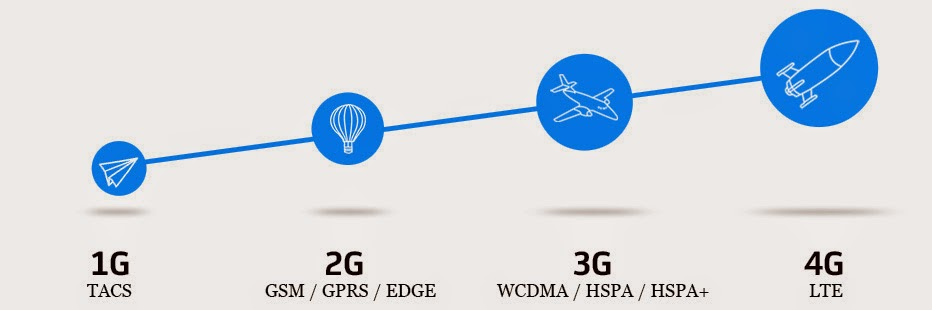 1G 2G 3G 4G
TACS GSM / GPRS / EDGE WCDMA / HSPA / HSPA+ LTE